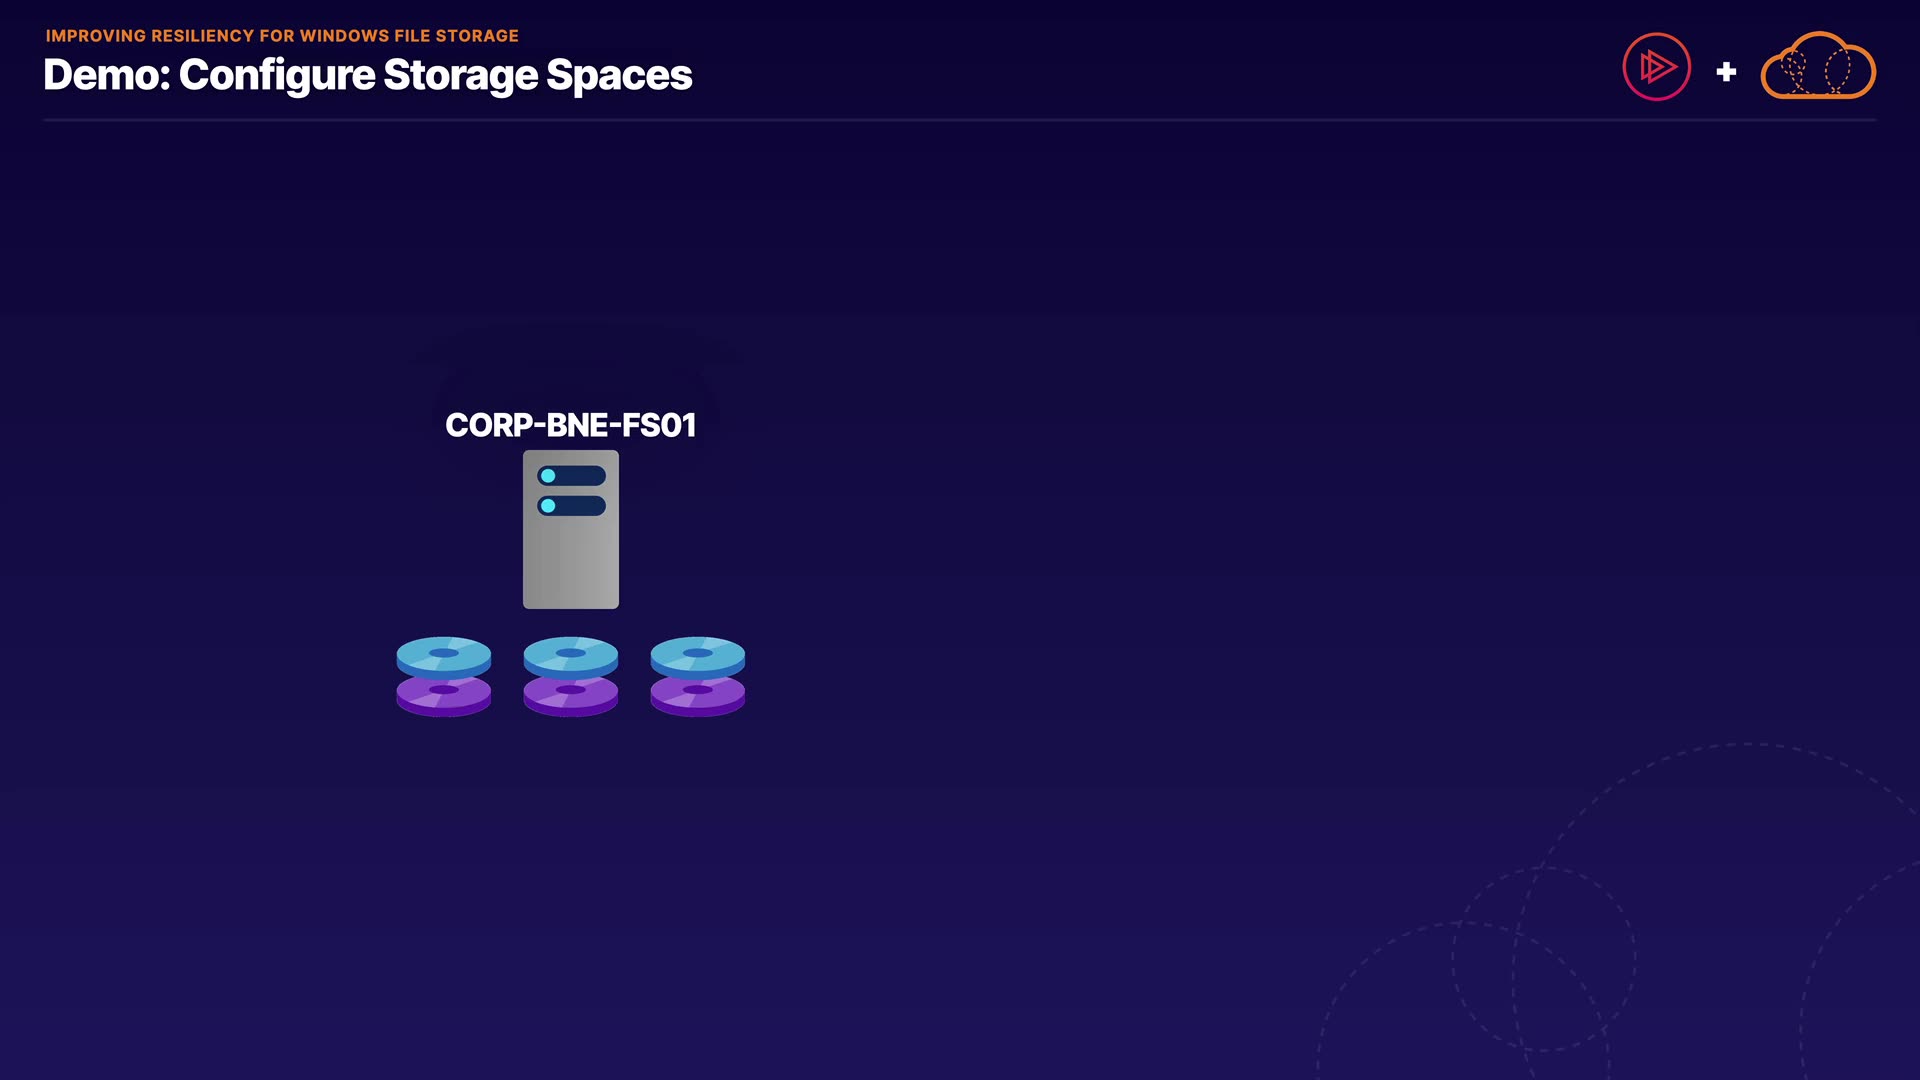 IMPROVING RESILIENCY FOR WINDOWS FILE STORAGE
Demo: Configure Storage Spaces
CORP-BNE-FS01